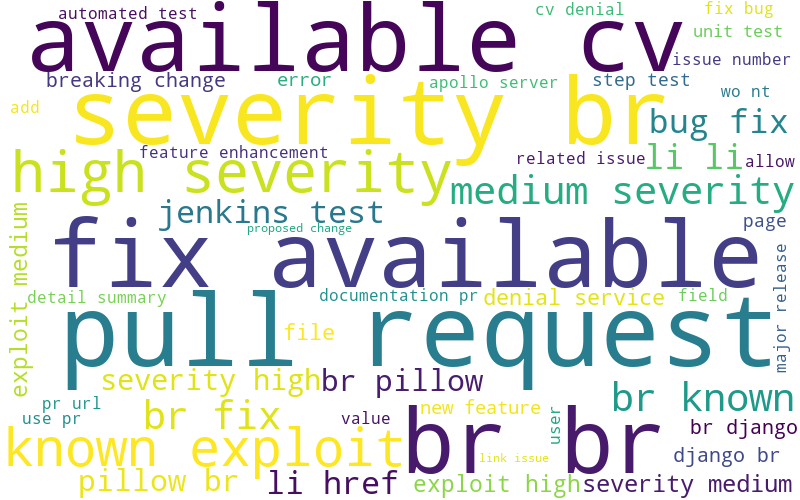 automated test
available cv
cv denial
fix bug
unit test
issue number
breaking change
error
apollo server
step test
wo nt
add
severity br
bug fix
feature enhancement
related issue
li li
allow
high severity
medium severity
jenkins test
proposed change
page
exploit medium
fix available
major release
detail summary
documentation pr
denial service
field
pull request
file
severity high
br pillow
br known
pr url
use pr
br fix
value
new feature
user
br django
known exploit
br br
link issue
django br
pillow br
li href
exploit high
severity medium